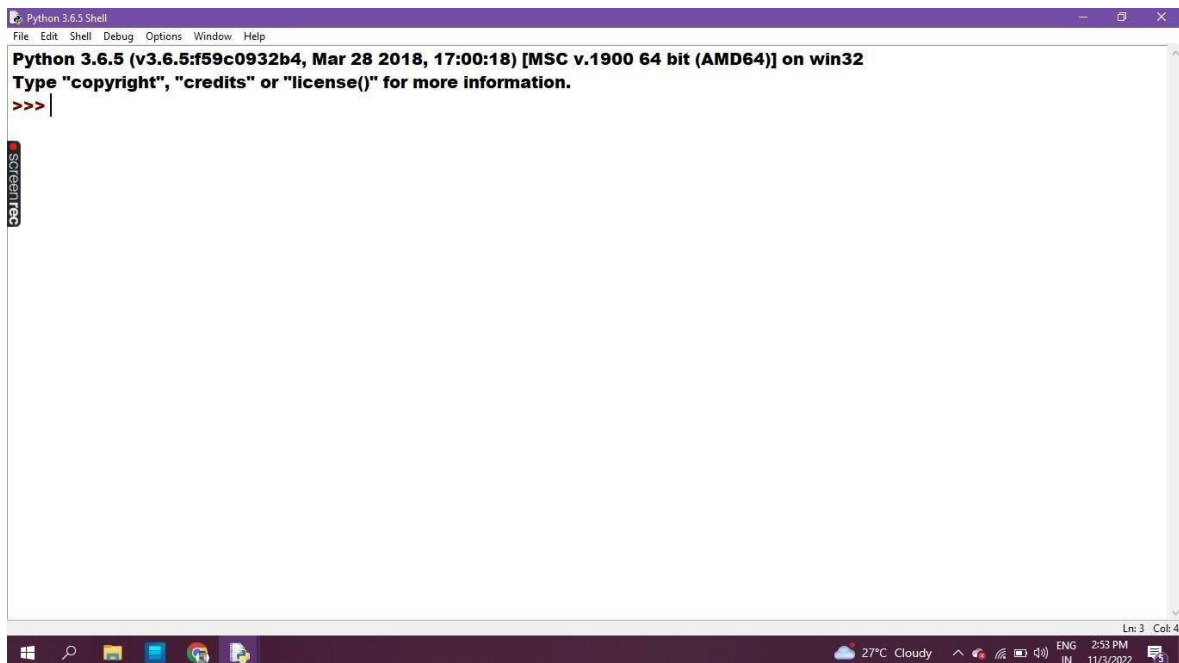 Python 3.6.5 Shell
File Edit Shell Debug Options Window Help
Python 3.6.5 (v3.6.5:f59c0932b4, Mar 28 2018, 17:00:18) [MSC v.1900 64 bit (AMD64)] on win32
Type "copyright", "credits" or "license()" for more information.
>>>
screenrec
Ln: 3 Col: 4
27°C Cloudy
ENG
IN
2:53 PM
11/3/2022
5